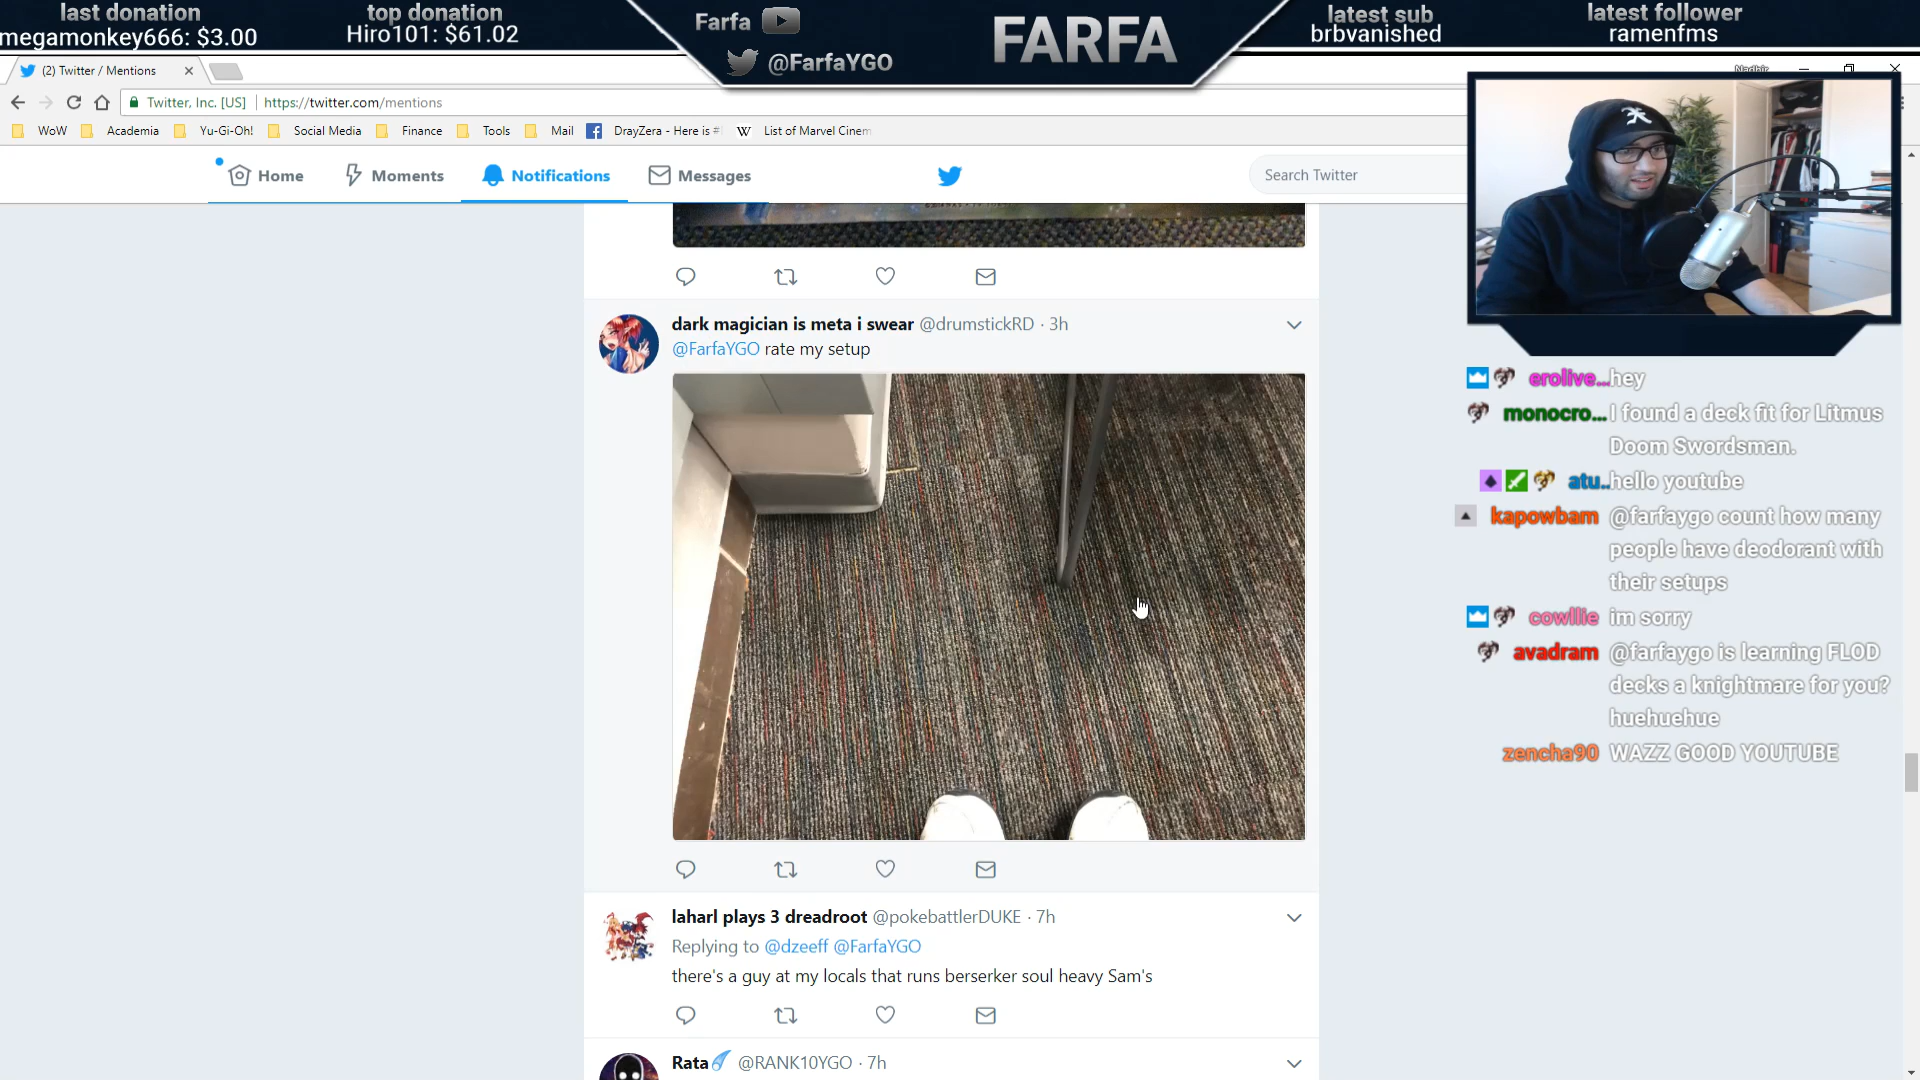 last donation
megamonkey666: $3.00
top donation
Hiro101: $61.02
Farfa
@FarfaYGO
FARFA
latest sub
brbvanished
latest follower
ramenfms
(2) Twitter / Mentions
Twitter, Inc. [US] https://twitter.com/mentions
WoW Academia Yu-Gi-Oh! Social Media Finance Tools Mail DrayZera - Here is # W List of Marvel Cinem
Home Moments Notifications Messages Search Twitter
dark magician is meta i swear @drumstickRD · 3h
@FarfaYGO rate my setup
laharl plays 3 dreadroot @pokebattlerDUKE · 7h
Replying to @dzeeff @FarfaYGO
there's a guy at my locals that runs berserker soul heavy Sam's
Rata @RANK10YGO · 7h
erolive... hey
monocro... I found a deck fit for Litmus
Doom Swordsman.
atu.. hello youtube
kapowbam @farfaygo count how many
people have deodorant with
their setups
cowllie im sorry
avadram @farfaygo is learning FLOD
decks a knightmare for you?
huehuehue
zencha90 WAZZ GOOD YOUTUBE